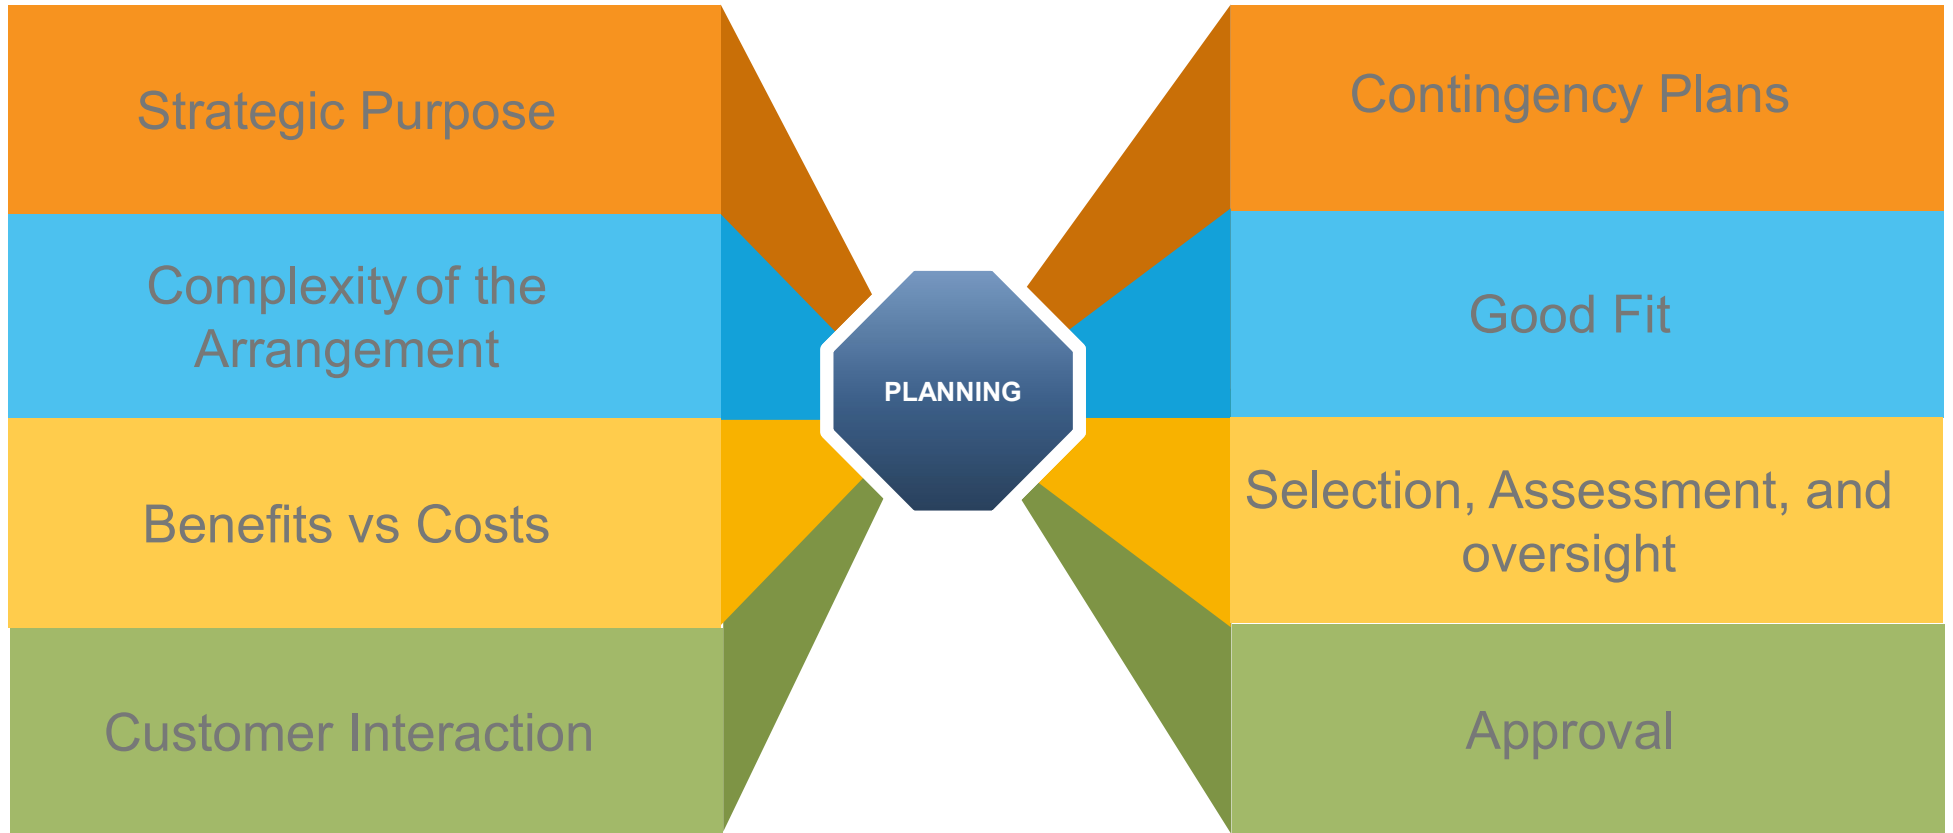 Strategic Purpose
Complexity of the
Arrangement
Benefits vs Costs
Customer Interaction
PLANNING
Contingency Plans
Good Fit
Selection, Assessment, and
oversight
Approval